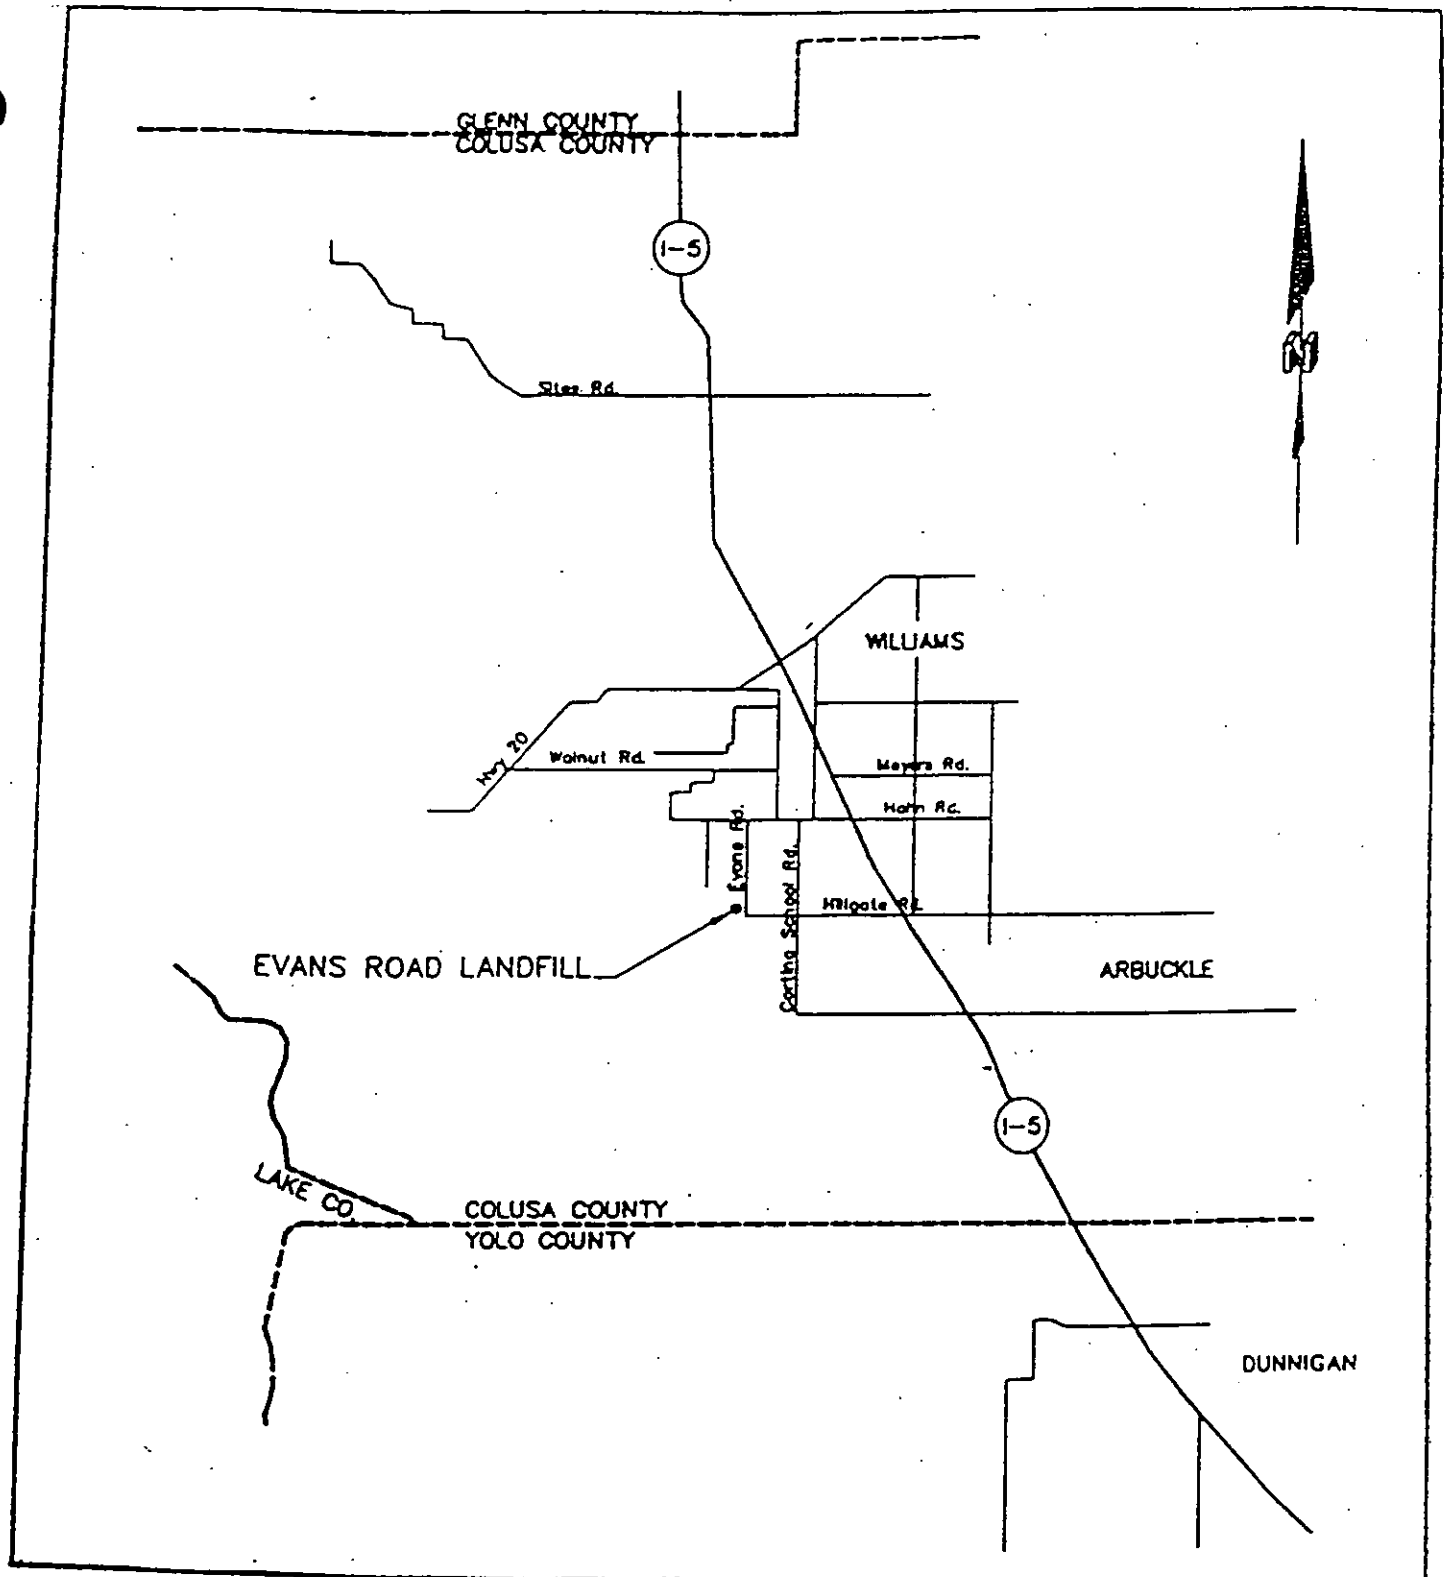 GLENN COUNTY
COLUSA COUNTY
I-5
N
Sites Rd.
WILLIAMS
Hwy 20
Walnut Rd.
Meyers Rd.
Hahn Rd.
Evans Rd.
Cortina School Rd.
Hillgate Rd.
EVANS ROAD LANDFILL
ARBUCKLE
I-5
LAKE CO.
COLUSA COUNTY
YOLO COUNTY
DUNNIGAN